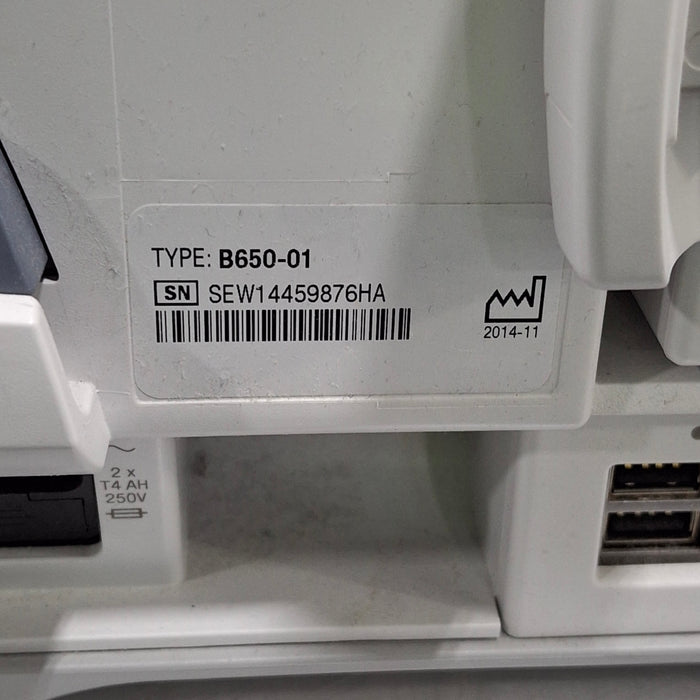 TYPE: B650-01
SN SEW14459876HA
2014-11
2 x
T4 AH
250V